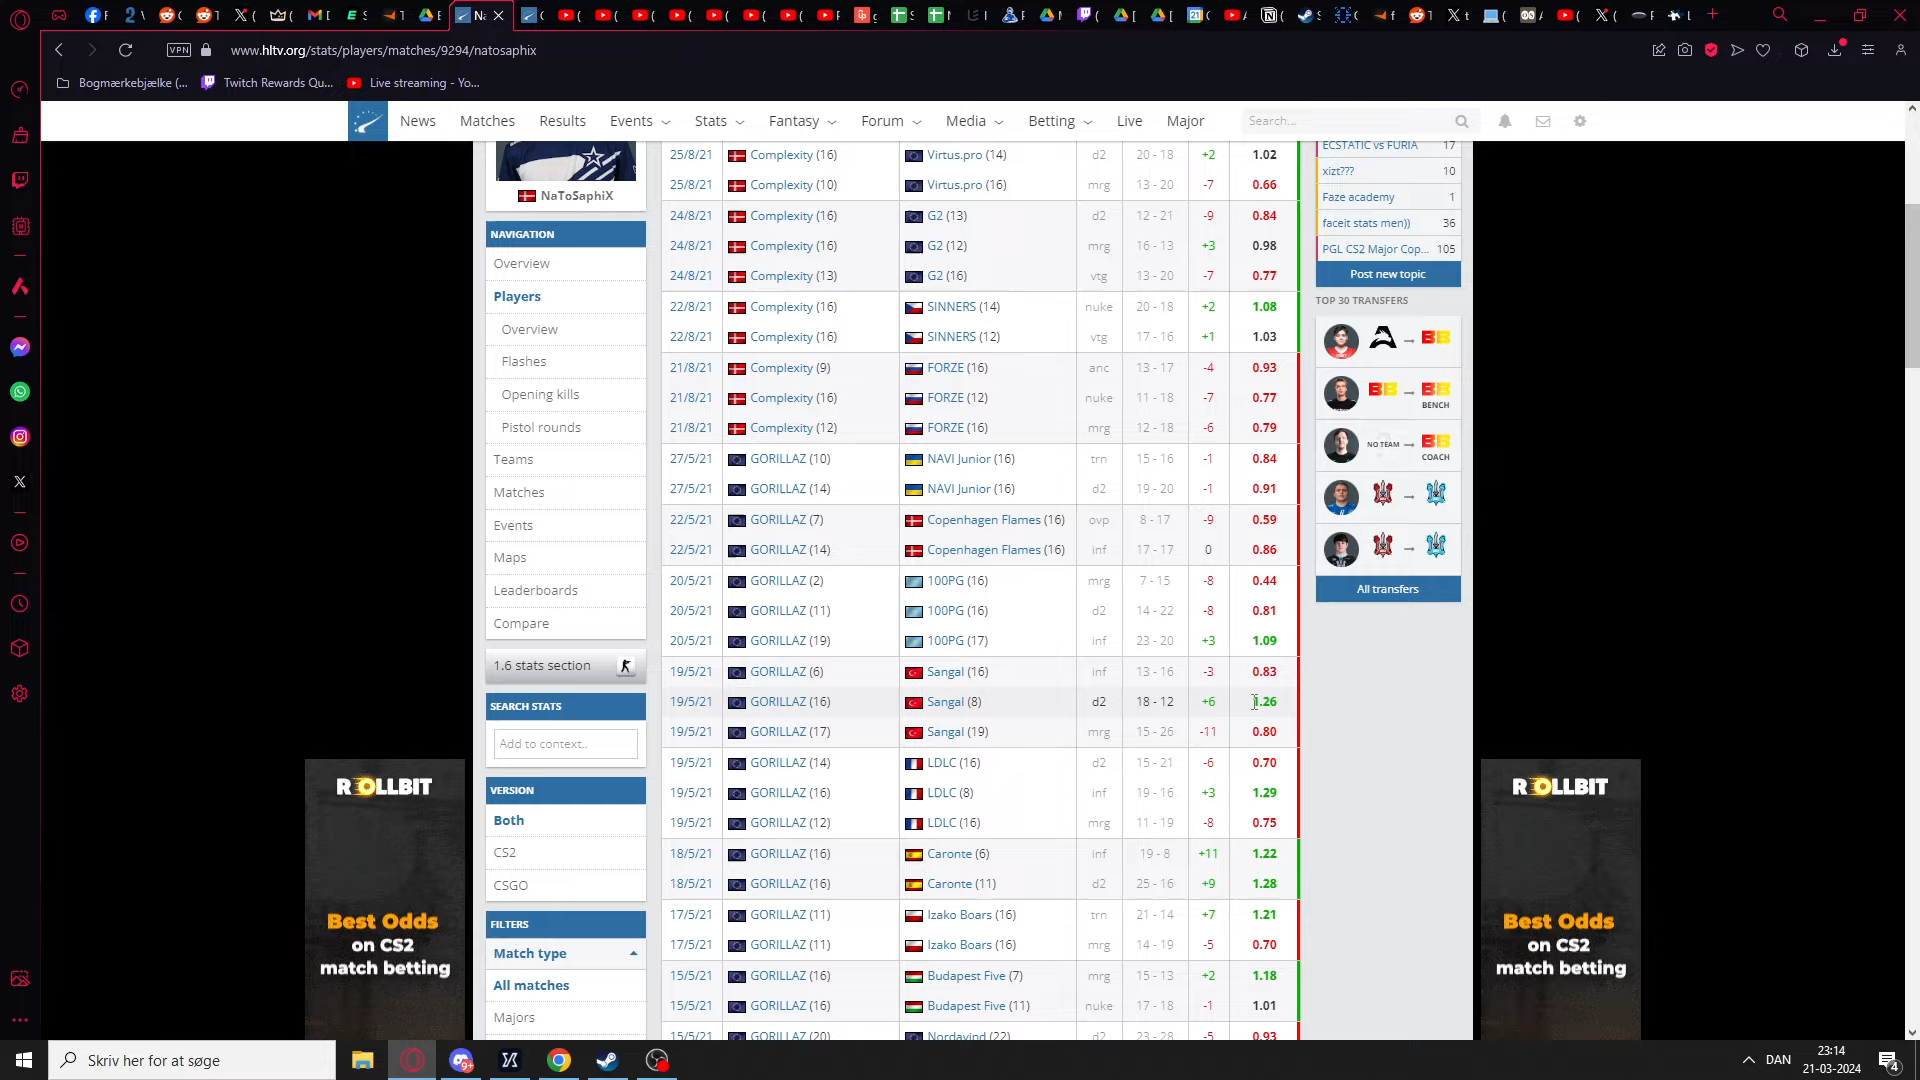 www.hltv.org/stats/players/matches/9294/natosaphix
VPN
Bogmærkebjælke (... Twitch Rewards Qu... Live streaming - Yo...
News Matches Results Events Stats Fantasy Forum Media Betting Live Major Search...
NaToSaphiX
NAVIGATION
Overview
Players
Overview
Flashes
Opening kills
Pistol rounds
Teams
Matches
Events
Maps
Leaderboards
Compare
1.6 stats section
SEARCH STATS
Add to context..
VERSION
Both
CS2
CSGO
FILTERS
Match type
All matches
Majors
25/8/21 Complexity (16) Virtus.pro (14) d2 20 - 18 +2 1.02
25/8/21 Complexity (10) Virtus.pro (16) mrg 13 - 20 -7 0.66
24/8/21 Complexity (16) G2 (13) d2 12 - 21 -9 0.84
24/8/21 Complexity (16) G2 (12) mrg 16 - 13 +3 0.98
24/8/21 Complexity (13) G2 (16) vtg 13 - 20 -7 0.77
22/8/21 Complexity (16) SINNERS (14) nuke 20 - 18 +2 1.08
22/8/21 Complexity (16) SINNERS (12) vtg 17 - 16 +1 1.03
21/8/21 Complexity (9) FORZE (16) anc 13 - 17 -4 0.93
21/8/21 Complexity (16) FORZE (12) nuke 11 - 18 -7 0.77
21/8/21 Complexity (12) FORZE (16) mrg 12 - 18 -6 0.79
27/5/21 GORILLAZ (10) NAVI Junior (16) trn 15 - 16 -1 0.84
27/5/21 GORILLAZ (14) NAVI Junior (16) d2 19 - 20 -1 0.91
22/5/21 GORILLAZ (7) Copenhagen Flames (16) ovp 8 - 17 -9 0.59
22/5/21 GORILLAZ (14) Copenhagen Flames (16) inf 17 - 17 0 0.86
20/5/21 GORILLAZ (2) 100PG (16) mrg 7 - 15 -8 0.44
20/5/21 GORILLAZ (11) 100PG (16) d2 14 - 22 -8 0.81
20/5/21 GORILLAZ (19) 100PG (17) inf 23 - 20 +3 1.09
19/5/21 GORILLAZ (6) Sangal (16) inf 13 - 16 -3 0.83
19/5/21 GORILLAZ (16) Sangal (8) d2 18 - 12 +6 1.26
19/5/21 GORILLAZ (17) Sangal (19) mrg 15 - 26 -11 0.80
19/5/21 GORILLAZ (14) LDLC (16) d2 15 - 21 -6 0.70
19/5/21 GORILLAZ (16) LDLC (8) inf 19 - 16 +3 1.29
19/5/21 GORILLAZ (12) LDLC (16) mrg 11 - 19 -8 0.75
18/5/21 GORILLAZ (16) Caronte (6) inf 19 - 8 +11 1.22
18/5/21 GORILLAZ (16) Caronte (11) d2 25 - 16 +9 1.28
17/5/21 GORILLAZ (11) Izako Boars (16) trn 21 - 14 +7 1.21
17/5/21 GORILLAZ (11) Izako Boars (16) mrg 14 - 19 -5 0.70
15/5/21 GORILLAZ (16) Budapest Five (7) mrg 15 - 13 +2 1.18
15/5/21 GORILLAZ (16) Budapest Five (11) nuke 17 - 18 -1 1.01
15/5/21 GORILLAZ (20) Nordavind (22) d2 23 - 28 -5 0.93
ECSTATIC vs FURIA 17
xizt??? 10
Faze academy 1
faceit stats men)) 36
PGL CS2 Major Cop... 105
Post new topic
TOP 30 TRANSFERS
BB
BB BB
BENCH
NO TEAM BB
COACH
All transfers
ROLLBIT
Best Odds
on CS2
match betting
ROLLBIT
Best Odds
on CS2
match betting
Skriv her for at søge
9+
DAN
23:14
21-03-2024
4